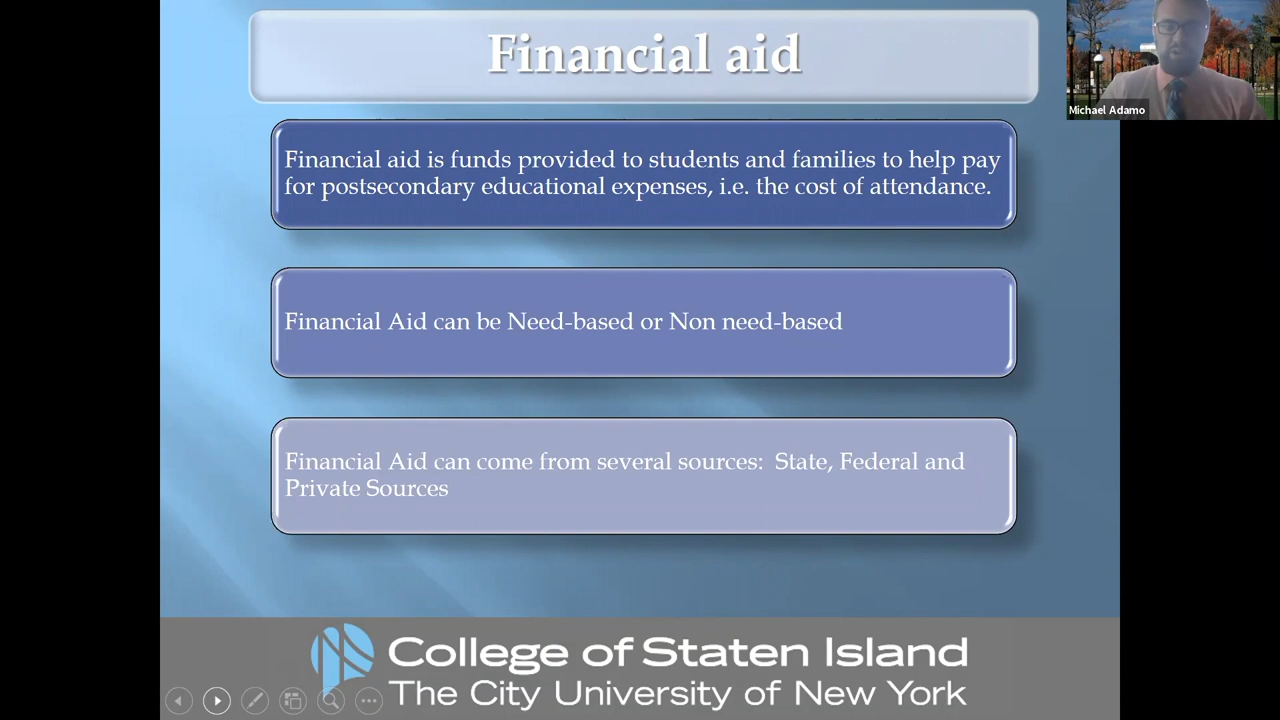 Financial aid
Michael Adamo
Financial aid is funds provided to students and families to help pay
for postsecondary educational expenses, i.e. the cost of attendance.
Financial Aid can be Need-based or Non need-based
Financial Aid can come from several sources:  State, Federal and
Private Sources
College of Staten Island
The City University of New York